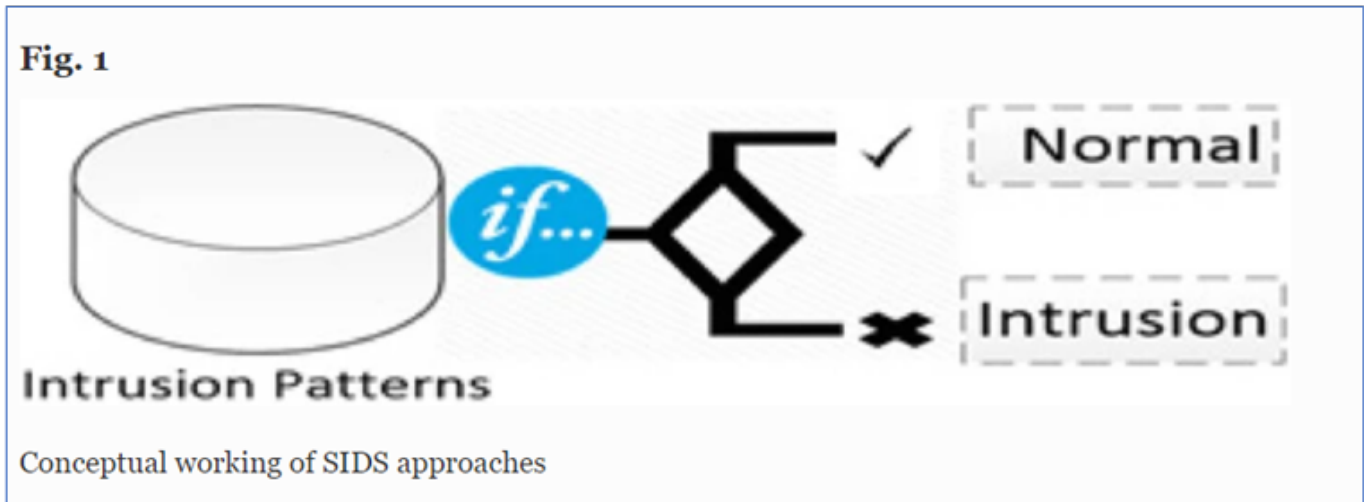 Fig. 1
if...
Normal
Intrusion
Intrusion Patterns
Conceptual working of SIDS approaches